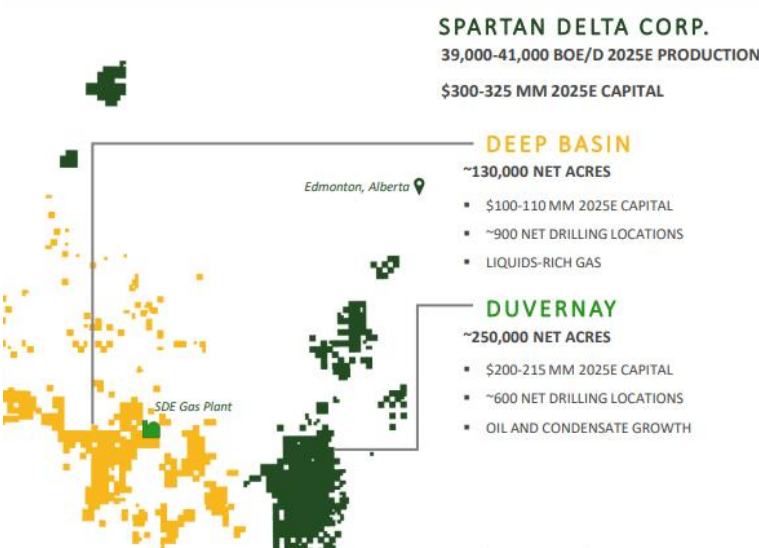 SPARTAN DELTA CORP.
39,000-41,000 BOE/D 2025E PRODUCTION
$300-325 MM 2025E CAPITAL
DEEP BASIN
~130,000 NET ACRES
Edmonton, Alberta
▪ $100-110 MM 2025E CAPITAL
▪ ~900 NET DRILLING LOCATIONS
▪ LIQUIDS-RICH GAS
DUVERNAY
~250,000 NET ACRES
▪ $200-215 MM 2025E CAPITAL
▪ ~600 NET DRILLING LOCATIONS
▪ OIL AND CONDENSATE GROWTH
SDE Gas Plant